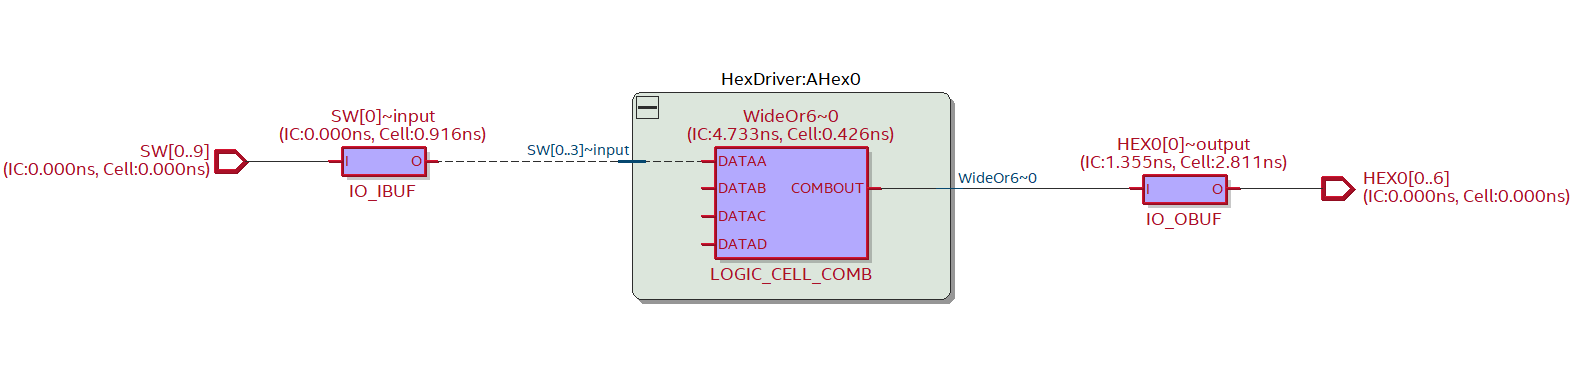 HexDriver:AHex0
SW[0..9]
(IC:0.000ns, Cell:0.000ns)
SW[0]~input
(IC:0.000ns, Cell:0.916ns)
I
O
IO_IBUF
SW[0..3]~input
WideOr6~0
(IC:4.733ns, Cell:0.426ns)
DATAA
DATAB
DATAC
DATAD
COMBOUT
LOGIC_CELL_COMB
WideOr6~0
HEX0[0]~output
(IC:1.355ns, Cell:2.811ns)
I
O
IO_OBUF
HEX0[0..6]
(IC:0.000ns, Cell:0.000ns)